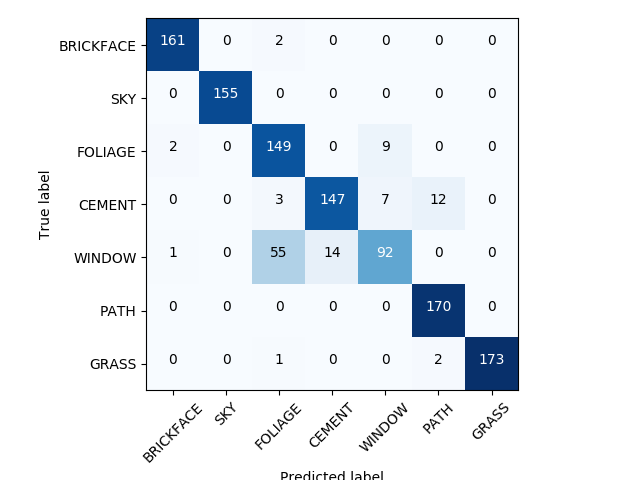 BRICKFACE 161 0 2 0 0 0 0
SKY 0 155 0 0 0 0 0
FOLIAGE 2 0 149 0 9 0 0
CEMENT 0 0 3 147 7 12 0
WINDOW 1 0 55 14 92 0 0
PATH 0 0 0 0 0 170 0
GRASS 0 0 1 0 0 2 173
True label
BRICKFACE SKY FOLIAGE CEMENT WINDOW PATH GRASS
Predicted label